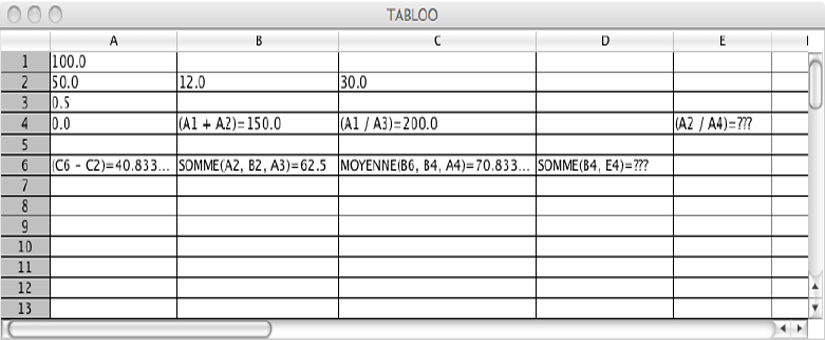 TABLOO
A B C D E I
1 100.0
2 50.0 12.0 30.0
3 0.5
4 0.0 (A1 + A2)=150.0 (A1 / A3)=200.0 (A2 / A4)=???
5
6 (C6 - C2)=40.833... SOMME(A2, B2, A3)=62.5 MOYENNE(B6, B4, A4)=70.833... SOMME(B4, E4)=???
7
8
9
10
11
12
13